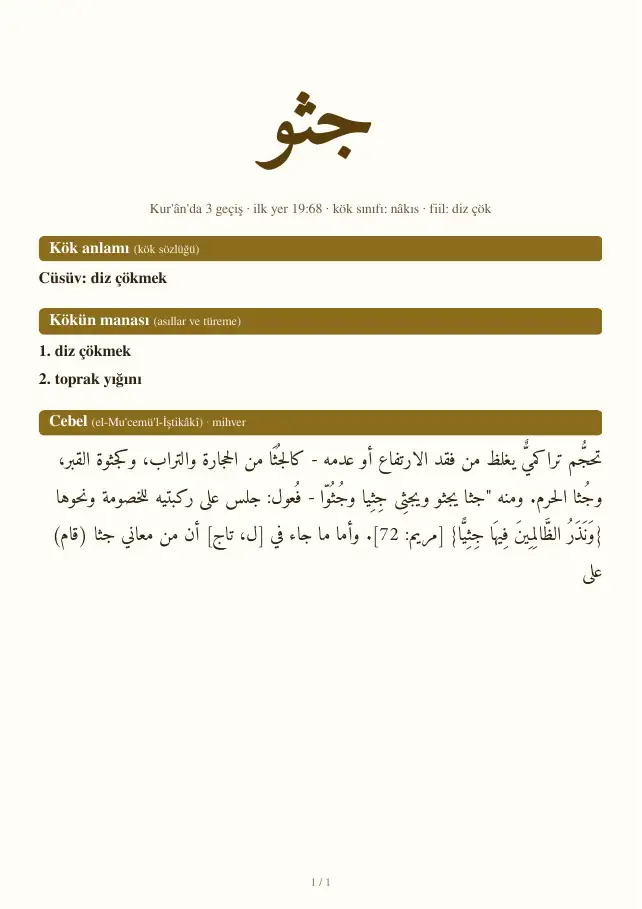 جثو
Kur'ân'da 3 geçiş · ilk yer 19:68 · kök sınıfı: nâkıs · fiil: diz çök
Kök anlamı (kök sözlüğü)
Cüsüv: diz çökmek
Kökün manası (asıllar ve türeme)
1. diz çökmek
2. toprak yığını
Cebel (el-Mu'cemü'l-İştikâkî) · mihver
تحجُّم تراكميٌّ يغلظ من فقد الارتفاع أو عدمه - كالجُثَا من الحجارة والتراب، وكجثوة القبر،
وجُثا الحرم. ومنه "جثا يجثو ويجثِى جِثِيا وجُثُوّا - فُعول: جلس على ركبتيه للخصومة ونحوها
{وَنَذَرُ الظَّالِمِينَ فِيهَا جِثِيًّا} [مريم: 72]. وأما ما جاء في [ل، تاج] أن من معاني جثا (قام)
على
1 / 1